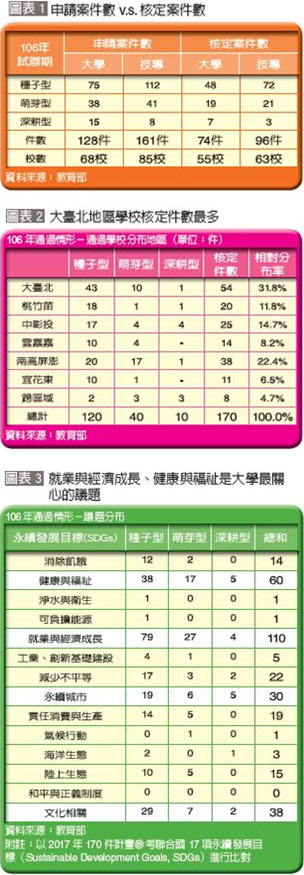 圖表 1 申請案件數 v.s. 核定案件數
106年試辦期 申請案件數 核定案件數
大學 技專 大學 技專
種子型 75 112 48 72
萌芽型 38 41 19 21
深耕型 15 8 7 3
件數 128件 161件 74件 96件
校數 68校 85校 55校 63校
資料來源：教育部
圖表 2 大臺北地區學校核定件數最多
106年通過情形－通過學校分布地區（單位：件）
種子型 萌芽型 深耕型 核定件數 相對分布率
大臺北 43 10 1 54 31.8%
桃竹苗 18 1 1 20 11.8%
中彰投 17 4 4 25 14.7%
雲嘉嘉 10 4 - 14 8.2%
南高屏澎 20 17 1 38 22.4%
宜花東 10 1 - 11 6.5%
跨區域 2 3 3 8 4.7%
總計 120 40 10 170 100.0%
資料來源：教育部
圖表 3 就業與經濟成長、健康與福祉是大學最關
心的議題
106年通過情形－議題分布
永續發展目標(SDGs) 種子型 萌芽型 深耕型 總和
消除飢餓 12 2 0 14
健康與福祉 38 17 5 60
淨水與衛生 1 0 0 1
可負擔能源 1 0 0 1
就業與經濟成長 79 27 4 110
工業、創新基礎建設 4 1 0 5
減少不平等 17 3 2 22
永續城市 19 6 5 30
責任消費與生產 14 5 0 19
氣候行動 0 1 0 1
海洋生態 2 0 1 3
陸上生態 10 5 0 15
和平與正義制度 0 0 0 0
文化相關 29 7 2 38
資料來源：教育部
附註：以 2017 年 170 件計畫參考聯合國 17 項永續發展目
標（Sustainable Development Goals, SDGs）進行比對